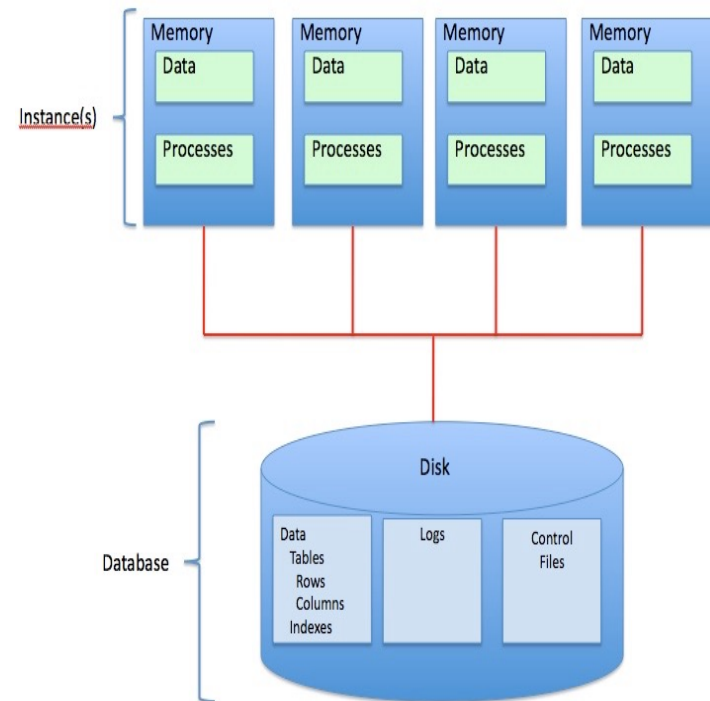 Memory
Data
Processes
Memory
Data
Processes
Memory
Data
Processes
Memory
Data
Processes
Instance(s)
Disk
Data
Tables
Rows
Columns
Indexes
Logs
Control
Files
Database